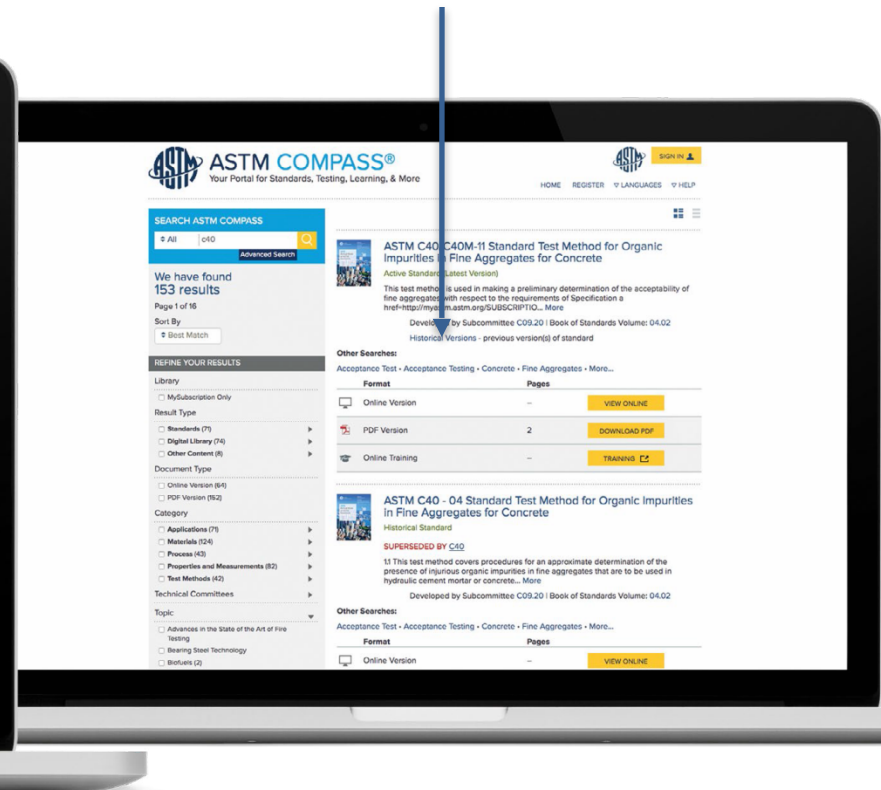 ASTM
ASTM COMPASS®
Your Portal for Standards, Testing, Learning, & More
ASTM
SIGN IN
HOME REGISTER LANGUAGES HELP
SEARCH ASTM COMPASS
All c40
Advanced Search
We have found
153 results
Page 1 of 16
Sort By
Best Match
REFINE YOUR RESULTS
Library
MySubscription Only
Result Type
Standards (71)
Digital Library (74)
Other Content (8)
Document Type
Online Version (64)
PDF Version (152)
Category
Applications (71)
Materials (124)
Process (43)
Properties and Measurements (82)
Test Methods (42)
Technical Committees
Topic
Advances in the State of the Art of Fire
Testing
Bearing Steel Technology
Biofuels (2)
ASTM C40/C40M-11 Standard Test Method for Organic
Impurities in Fine Aggregates for Concrete
Active Standard (Latest Version)
This test method is used in making a preliminary determination of the acceptability of
fine aggregates with respect to the requirements of Specification a
href=http://myastm.astm.org/SUBSCRIPTIO... More
Developed by Subcommittee C09.20 | Book of Standards Volume: 04.02
Historical Versions - previous version(s) of standard
Other Searches:
Acceptance Test • Acceptance Testing • Concrete • Fine Aggregates • More...
Format Pages
Online Version – VIEW ONLINE
PDF Version 2 DOWNLOAD PDF
Online Training – TRAINING
ASTM C40 - 04 Standard Test Method for Organic Impurities
in Fine Aggregates for Concrete
Historical Standard
SUPERSEDED BY C40
1.1 This test method covers procedures for an approximate determination of the
presence of injurious organic impurities in fine aggregates that are to be used in
hydraulic cement mortar or concrete... More
Developed by Subcommittee C09.20 | Book of Standards Volume: 04.02
Other Searches:
Acceptance Test • Acceptance Testing • Concrete • Fine Aggregates • More...
Format Pages
Online Version – VIEW ONLINE